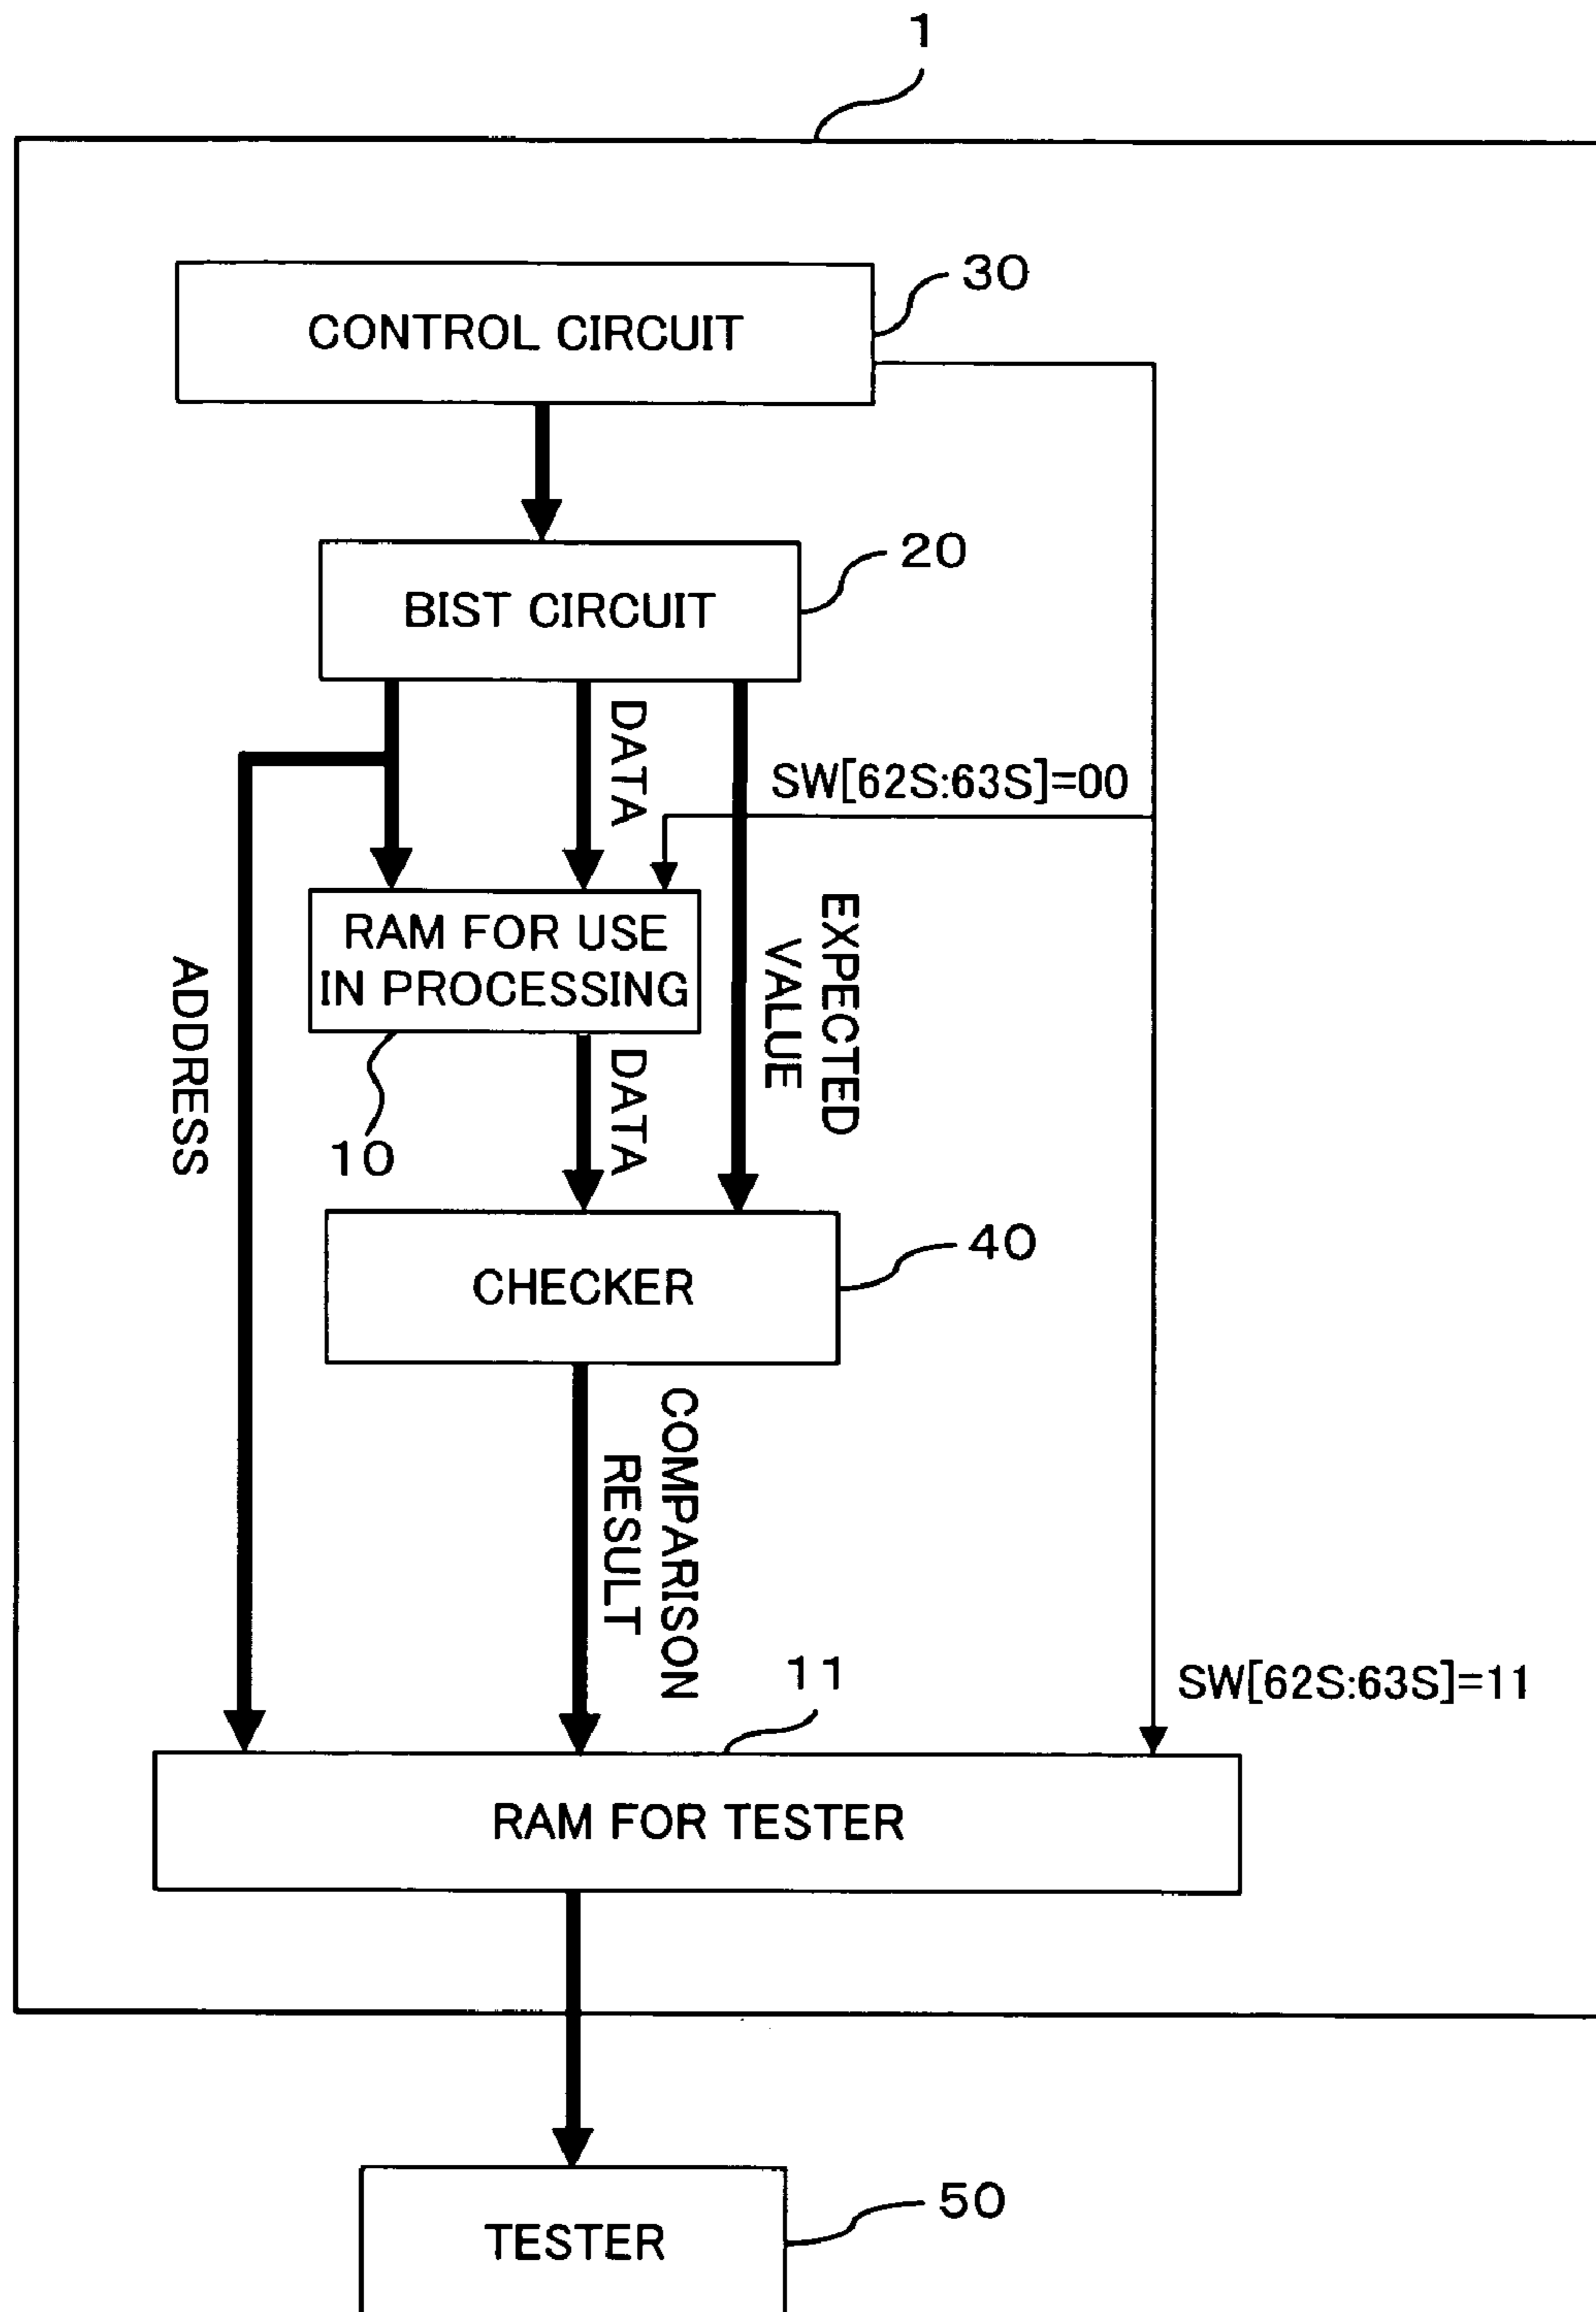 1
30
CONTROL CIRCUIT
20
BIST CIRCUIT
DATA
SW[62S:63S]=00
RAM FOR USE
IN PROCESSING
EXPECTED
VALUE
ADDRESS
DATA
10
40
CHECKER
COMPARISON
RESULT
11
SW[62S:63S]=11
RAM FOR TESTER
50
TESTER